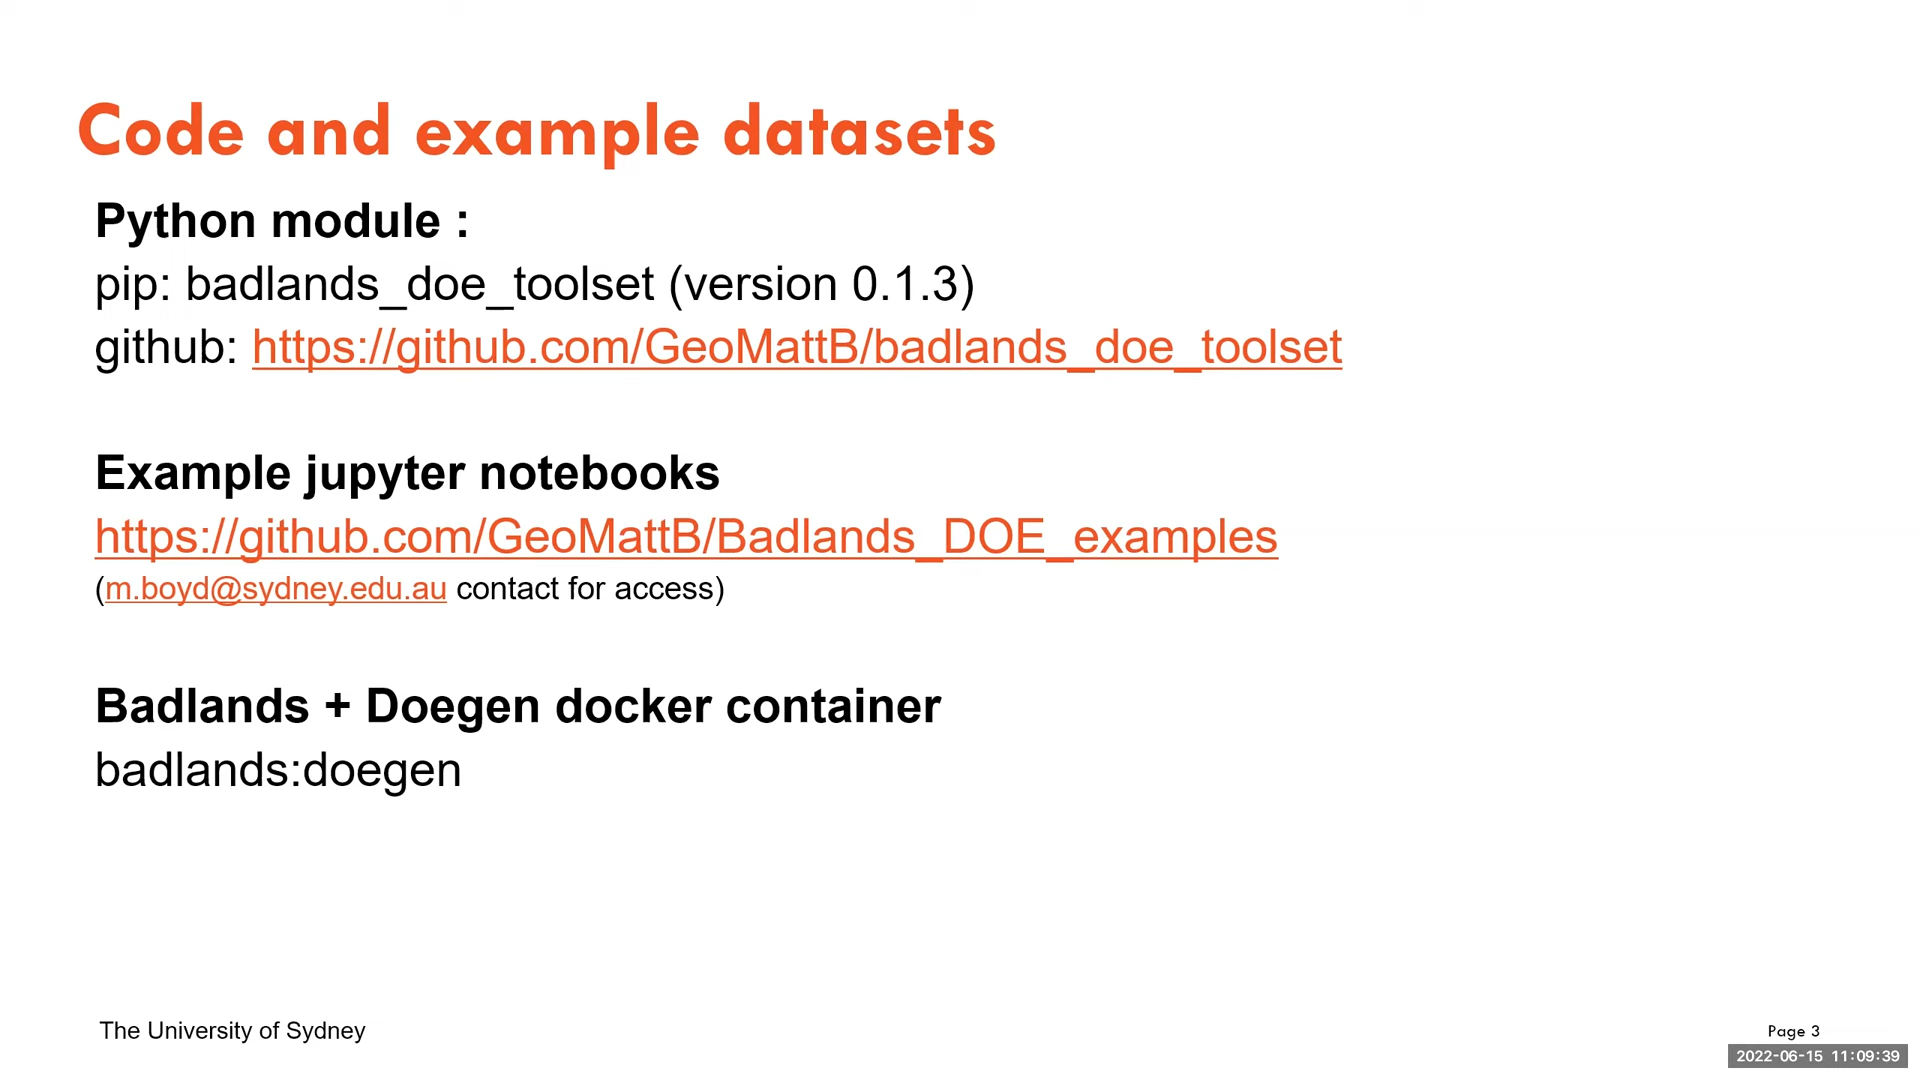 Code and example datasets
Python module :
pip: badlands_doe_toolset (version 0.1.3)
github: https://github.com/GeoMattB/badlands_doe_toolset
Example jupyter notebooks
https://github.com/GeoMattB/Badlands_DOE_examples
(m.boyd@sydney.edu.au contact for access)
Badlands + Doegen docker container
badlands:doegen
The University of Sydney
Page 3
2022-06-15 11:09:39